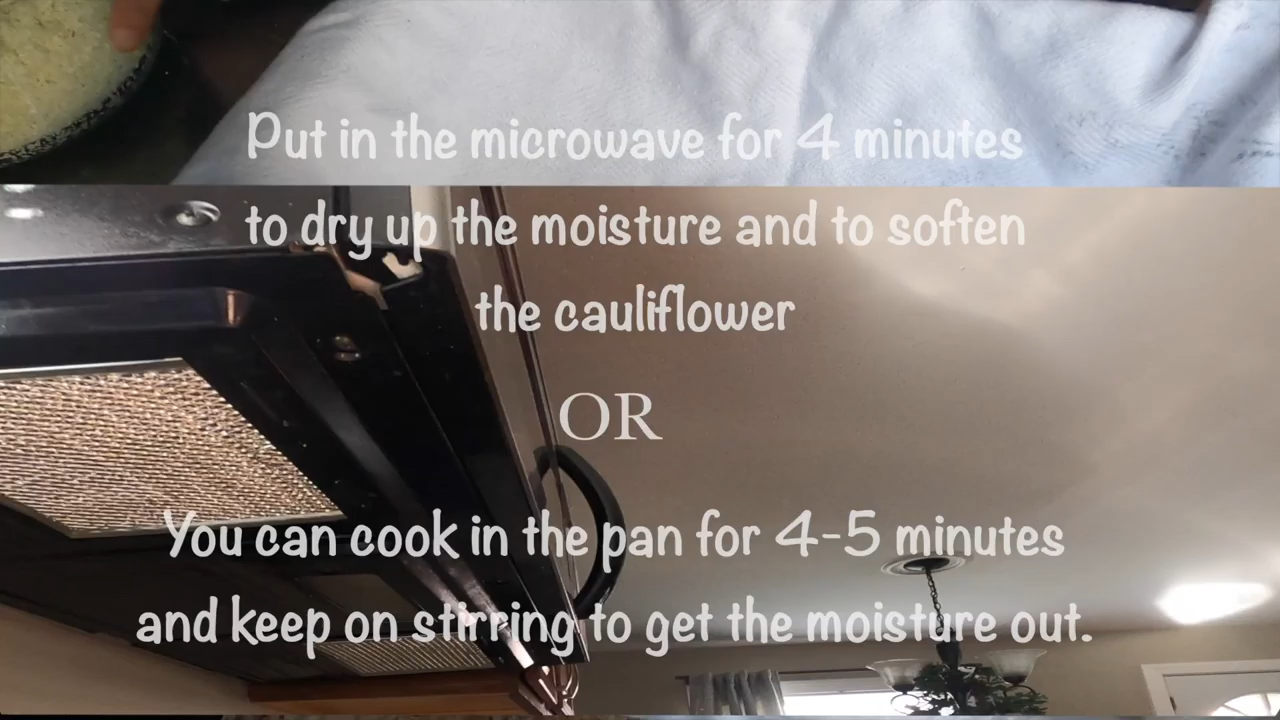 Put in the microwave for 4 minutes
to dry up the moisture and to soften
the cauliflower
OR
You can cook in the pan for 4-5 minutes
and keep on stirring to get the moisture out.